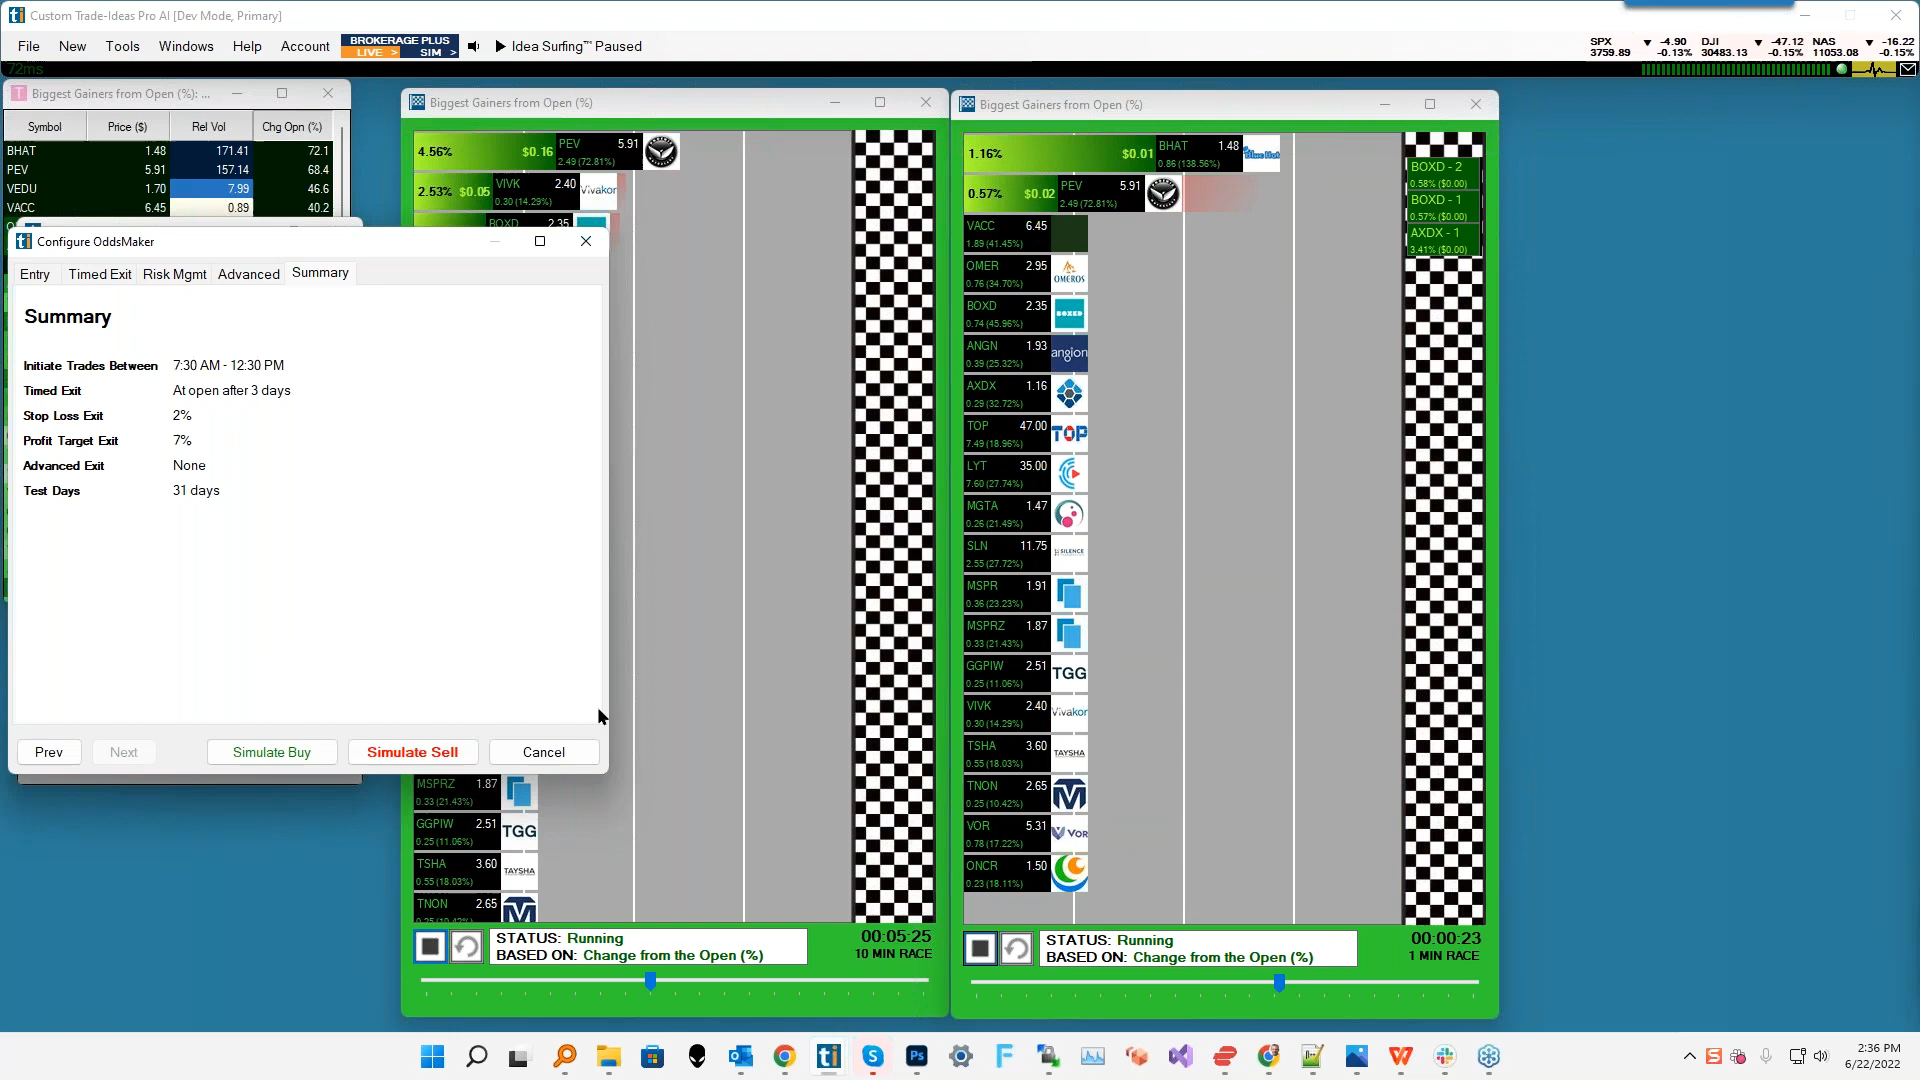 Custom Trade-Ideas Pro AI [Dev Mode, Primary]
File New Tools Windows Help Account
BROKERAGE PLUS
LIVE > SIM >
Idea Surfing™ Paused
SPX -4.90 DJI -47.12 NAS -16.22
3759.89 -0.13% 30483.13 -0.15% 11053.08 -0.15%
72ms
Biggest Gainers from Open (%): ...
Symbol Price ($) Rel Vol Chg Opn (%)
BHAT 1.48 171.41 72.1
PEV 5.91 157.14 68.4
VEDU 1.70 7.99 46.6
VACC 6.45 0.89 40.2
Configure OddsMaker
Entry Timed Exit Risk Mgmt Advanced Summary
Summary
Initiate Trades Between 7:30 AM - 12:30 PM
Timed Exit At open after 3 days
Stop Loss Exit 2%
Profit Target Exit 7%
Advanced Exit None
Test Days 31 days
Prev Next Simulate Buy Simulate Sell Cancel
Biggest Gainers from Open (%)
4.56% $0.16 PEV 5.91
2.49 (72.81%)
2.53% $0.05 VIVK 2.40 Vivakor
0.30 (14.29%)
BOXD 2.35
MSPRZ 1.87
0.33 (21.43%)
GGPIW 2.51 TGG
0.25 (11.06%)
TSHA 3.60 TAYSHA
0.55 (18.03%)
TNON 2.65
0.25 (10.42%)
STATUS: Running
BASED ON: Change from the Open (%)
00:05:25
10 MIN RACE
Biggest Gainers from Open (%)
1.16% $0.01 BHAT 1.48 Blue Hat
0.86 (138.56%)
0.57% $0.02 PEV 5.91
2.49 (72.81%)
VACC 6.45
1.89 (41.45%)
OMER 2.95 OMEROS
0.76 (34.70%)
BOXD 2.35 BOXED
0.74 (45.96%)
ANGN 1.93 angion
0.39 (25.32%)
AXDX 1.16
0.29 (32.72%)
TOP 47.00 TOP
7.49 (18.96%)
LYT 35.00
7.60 (27.74%)
MGTA 1.47
0.26 (21.49%)
SLN 11.75 SILENCE
2.55 (27.72%)
MSPR 1.91
0.36 (23.23%)
MSPRZ 1.87
0.33 (21.43%)
GGPIW 2.51 TGG
0.25 (11.06%)
VIVK 2.40 Vivakor
0.30 (14.29%)
TSHA 3.60 TAYSHA
0.55 (18.03%)
TNON 2.65
0.25 (10.42%)
VOR 5.31 VOR
0.78 (17.22%)
ONCR 1.50
0.23 (18.11%)
BOXD - 2
0.58% ($0.00)
BOXD - 1
0.57% ($0.00)
AXDX - 1
3.41% ($0.00)
STATUS: Running
BASED ON: Change from the Open (%)
00:00:23
1 MIN RACE
2:36 PM
6/22/2022